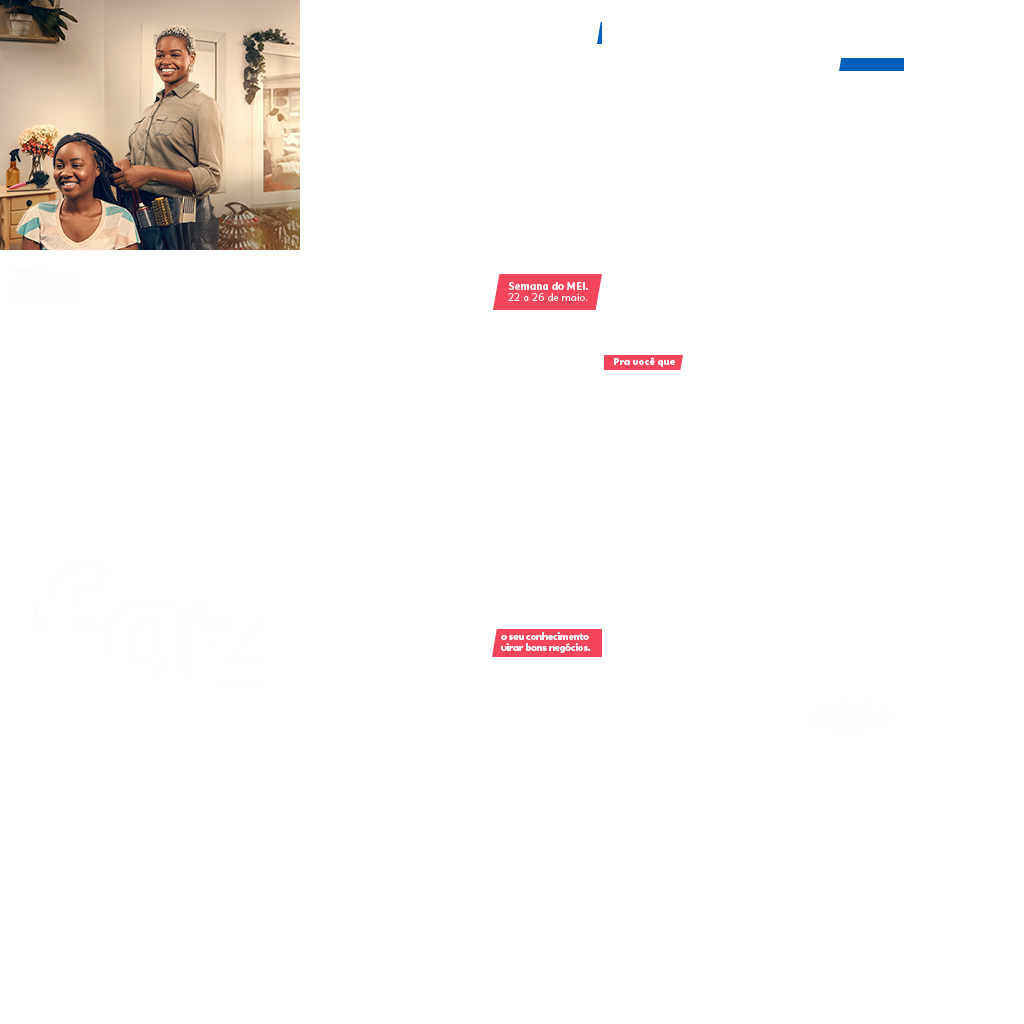 Semana do MEI.
22 a 26 de maio.
Pra você que
o seu conhecimento
virar bons negócios.